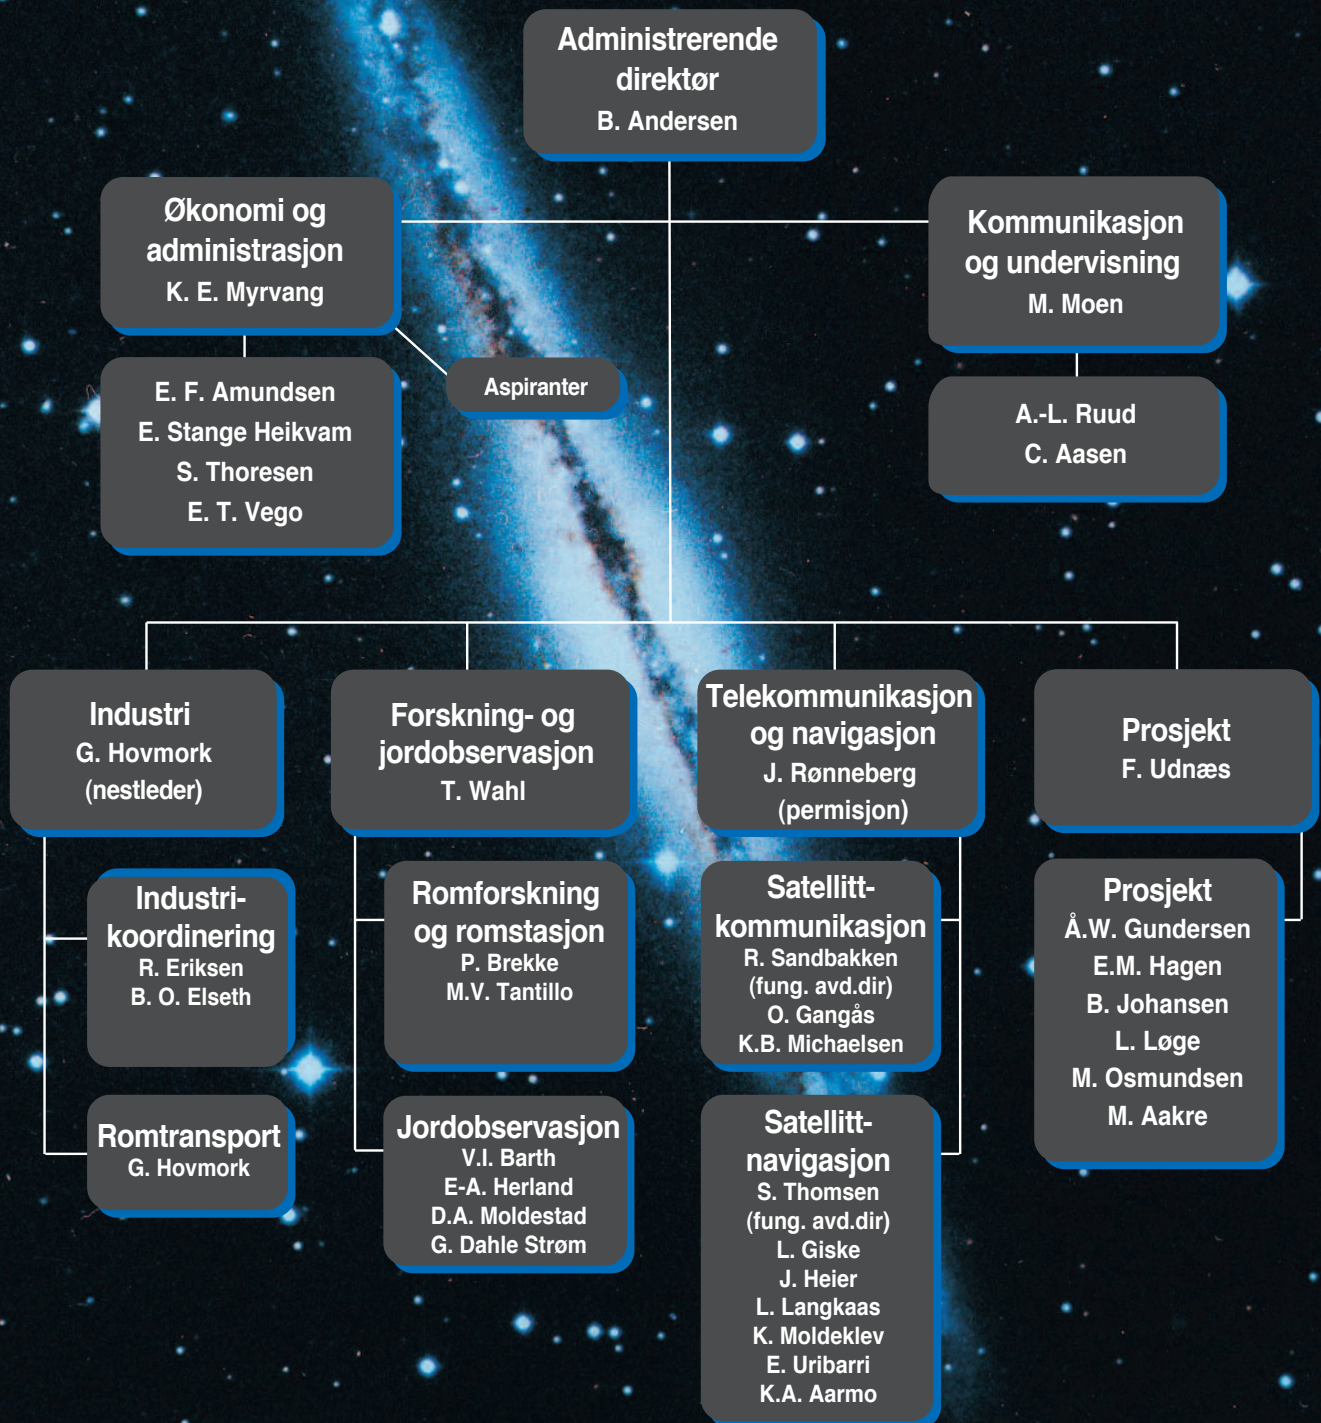 Administrerende
direktør
B. Andersen
Økonomi og
administrasjon
K. E. Myrvang
Kommunikasjon
og undervisning
M. Moen
E. F. Amundsen
E. Stange Heikvam
S. Thoresen
E. T. Vego
Aspiranter
A.-L. Ruud
C. Aasen
Industri
G. Hovmork
(nestleder)
Forskning- og
jordobservasjon
T. Wahl
Telekommunikasjon
og navigasjon
J. Rønneberg
(permisjon)
Prosjekt
F. Udnæs
Industri-
koordinering
R. Eriksen
B. O. Elseth
Romforskning
og romstasjon
P. Brekke
M.V. Tantillo
Satellitt-
kommunikasjon
R. Sandbakken
(fung. avd.dir)
O. Gangås
K.B. Michaelsen
Prosjekt
Å.W. Gundersen
E.M. Hagen
B. Johansen
L. Løge
M. Osmundsen
M. Aakre
Romtransport
G. Hovmork
Jordobservasjon
V.I. Barth
E-A. Herland
D.A. Moldestad
G. Dahle Strøm
Satellitt-
navigasjon
S. Thomsen
(fung. avd.dir)
L. Giske
J. Heier
L. Langkaas
K. Moldeklev
E. Uribarri
K.A. Aarmo